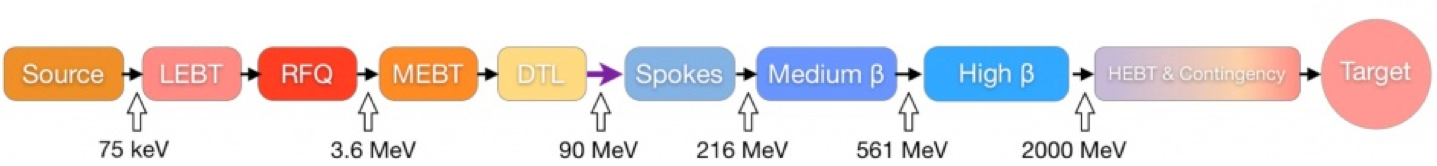 Source LEBT RFQ MEBT DTL Spokes Medium β High β HEBT & Contingency Target
75 keV 3.6 MeV 90 MeV 216 MeV 561 MeV 2000 MeV